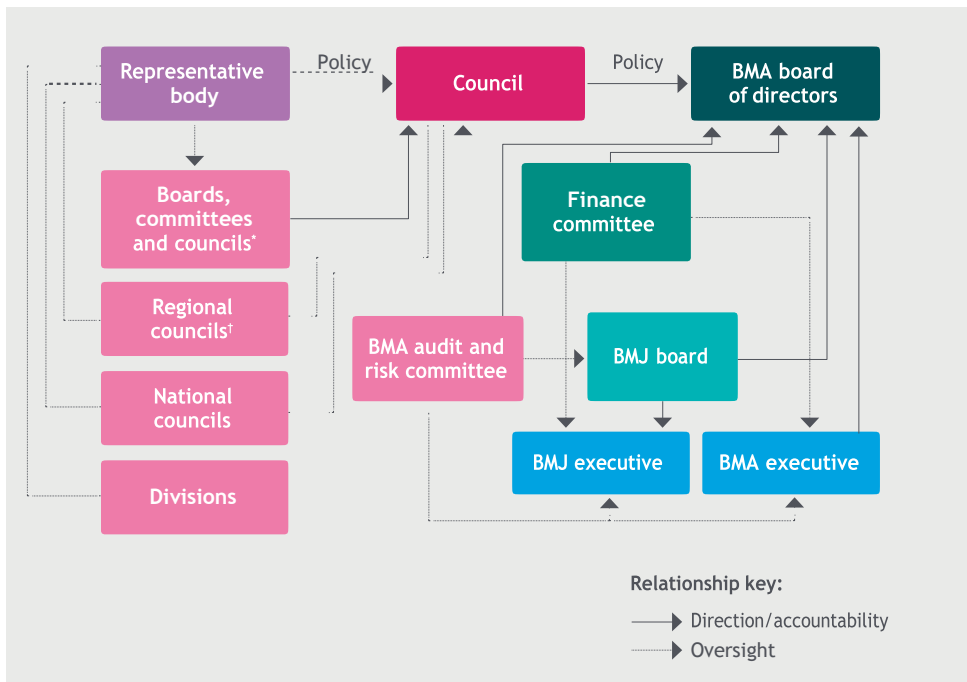 Representative
body
Policy
Council
Policy
BMA board
of directors
Boards,
committees
and councils*
Finance
committee
Regional
councils†
BMA audit and
risk committee
BMJ board
National
councils
BMJ executive
BMA executive
Divisions
Relationship key:
Direction/accountability
Oversight